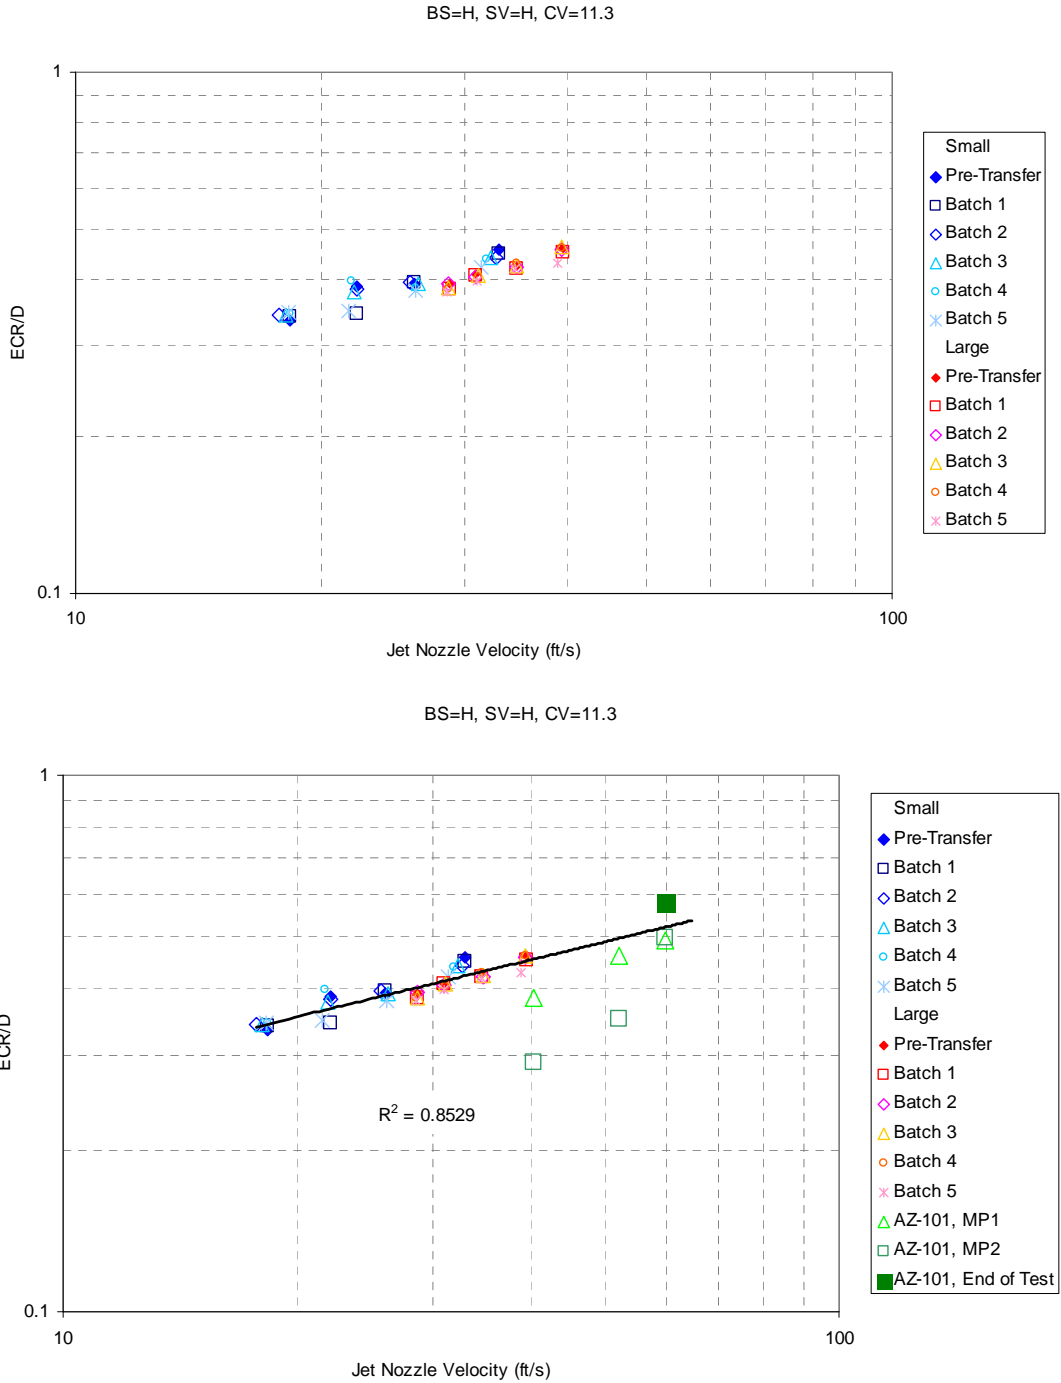 BS=H, SV=H, CV=11.3
1
0.1
10
100
ECR/D
Jet Nozzle Velocity (ft/s)
Small
Pre-Transfer
Batch 1
Batch 2
Batch 3
Batch 4
Batch 5
Large
Pre-Transfer
Batch 1
Batch 2
Batch 3
Batch 4
Batch 5
BS=H, SV=H, CV=11.3
1
0.1
10
100
ECR/D
Jet Nozzle Velocity (ft/s)
R² = 0.8529
Small
Pre-Transfer
Batch 1
Batch 2
Batch 3
Batch 4
Batch 5
Large
Pre-Transfer
Batch 1
Batch 2
Batch 3
Batch 4
Batch 5
AZ-101, MP1
AZ-101, MP2
AZ-101, End of Test